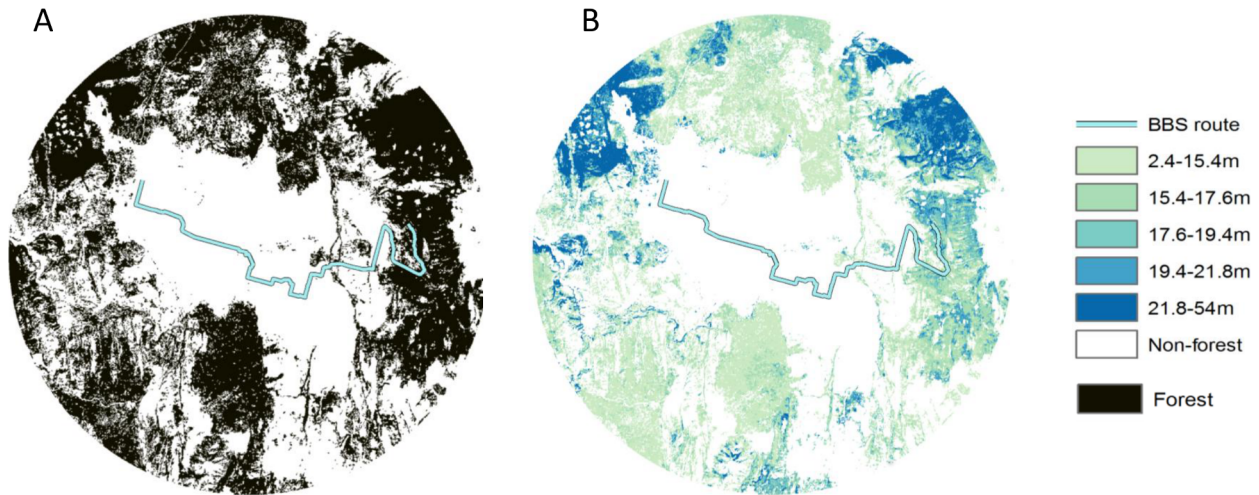 A
B
BBS route
2.4-15.4m
15.4-17.6m
17.6-19.4m
19.4-21.8m
21.8-54m
Non-forest
Forest